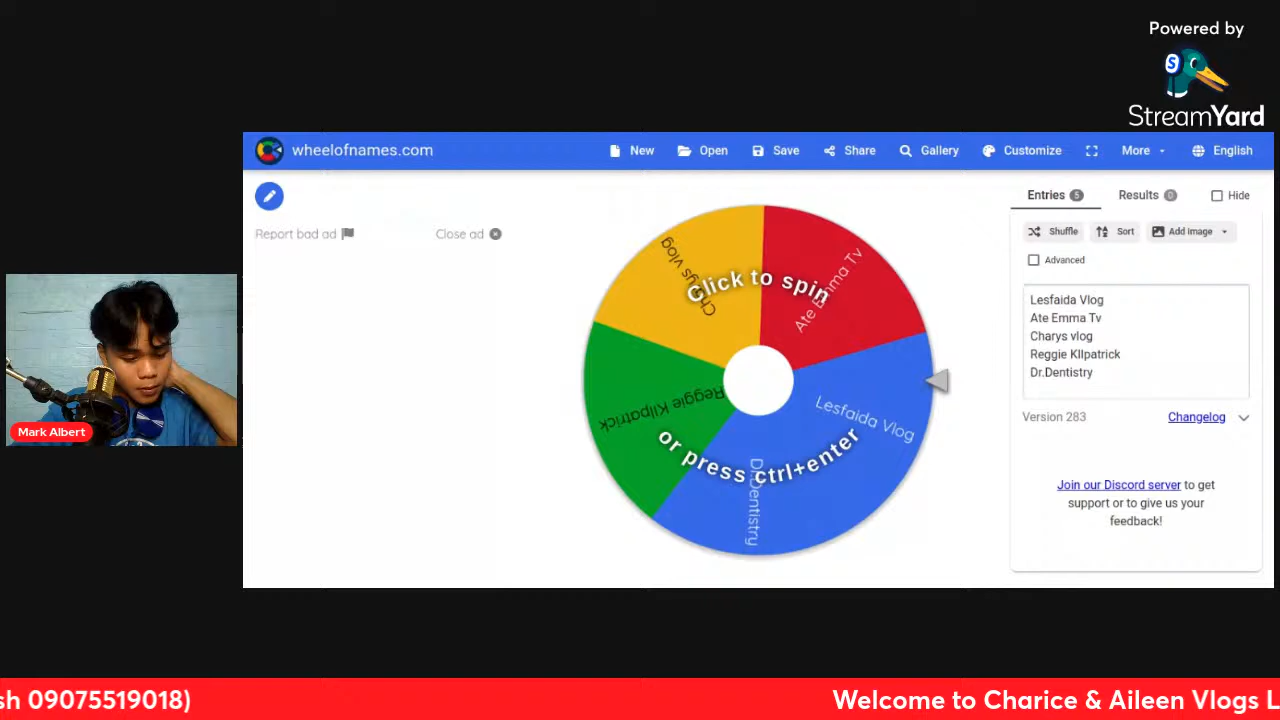 Powered by
StreamYard
wheelofnames.com
New
Open
Save
Share
Gallery
Customize
More
English
Report bad ad
Close ad
Entries 5
Results 0
Hide
Shuffle
Sort
Add image
Advanced
Lesfaida Vlog
Ate Emma Tv
Charys vlog
Reggie KIlpatrick
Dr.Dentistry
Version 283
Changelog
Join our Discord server to get
support or to give us your
feedback!
Click to spin
or press ctrl+enter
Charys vlog
Ate Emma Tv
Lesfaida Vlog
Reggie KIlpatrick
Dr.Dentistry
Mark Albert
sh 09075519018)
Welcome to Charice & Aileen Vlogs L